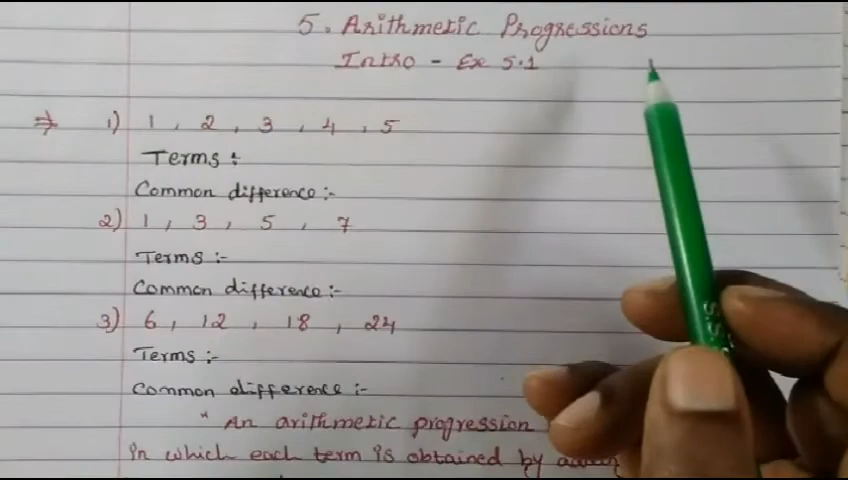 5. Arithmetic Progressions
Intro - Ex 5.1
⇒ 1) 1, 2, 3, 4, 5
Terms :
Common difference:-
2) 1, 3, 5, 7
Terms :-
Common difference:-
3) 6, 12, 18, 24
Terms :-
Common difference :-
* An arithmetic progression
in which each term is obtained by